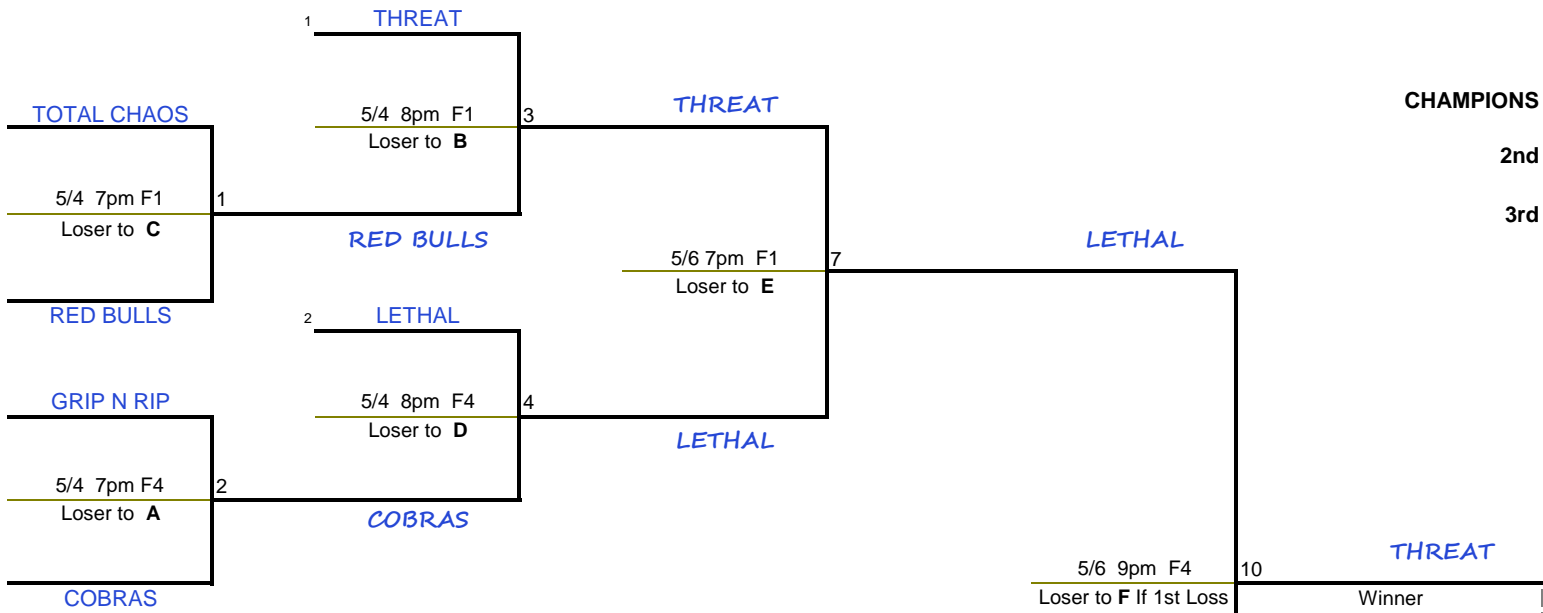 1 THREAT
TOTAL CHAOS
5/4 8pm F1
3
THREAT
CHAMPIONS
Loser to B
2nd
5/4 7pm F1
1
3rd
Loser to C
RED BULLS
LETHAL
5/6 7pm F1
7
Loser to E
RED BULLS
2 LETHAL
GRIP N RIP
5/4 8pm F4
4
Loser to D
LETHAL
5/4 7pm F4
2
Loser to A
COBRAS
THREAT
5/6 9pm F4
10
COBRAS
Loser to F If 1st Loss
Winner